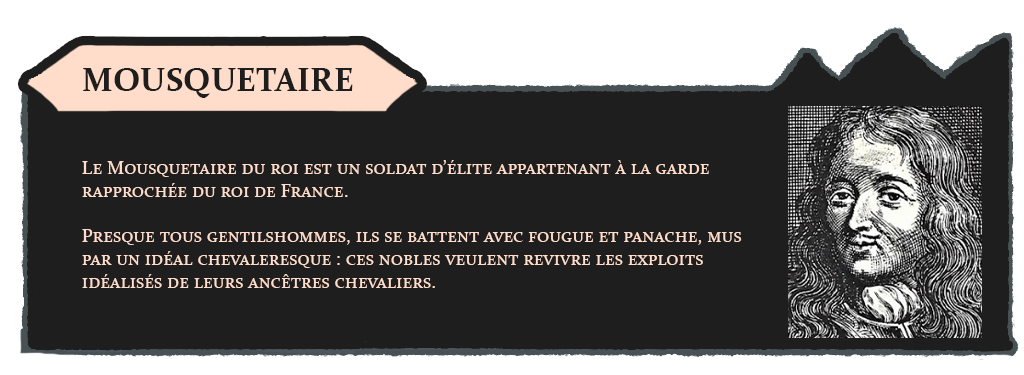 MOUSQUETAIRE
Le Mousquetaire du roi est un soldat d'élite appartenant à la garde
rapprochée du roi de France.
Presque tous gentilshommes, ils se battent avec fougue et panache, mus
par un idéal chevaleresque : ces nobles veulent revivre les exploits
idéalisés de leurs ancêtres chevaliers.